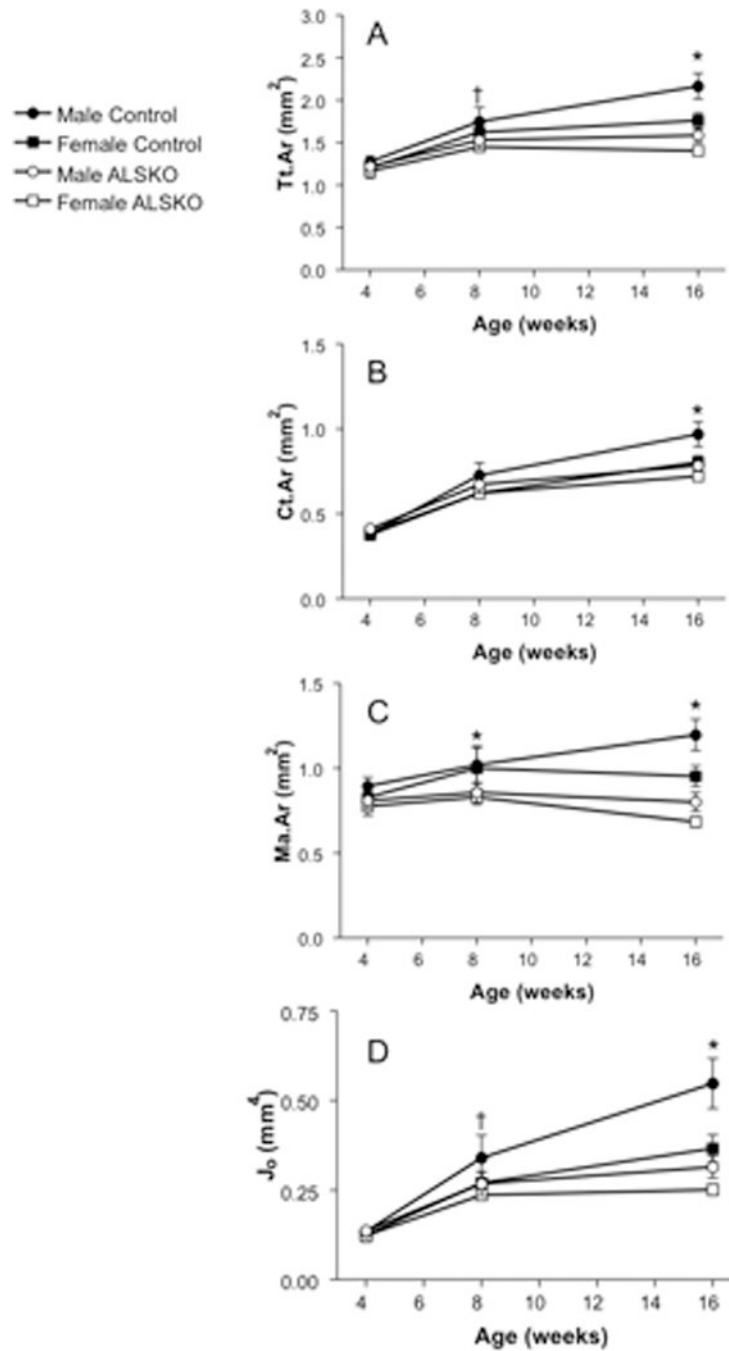 Male Control
Female Control
Male ALSKO
Female ALSKO
A
3.0
2.5
2.0
1.5
1.0
0.5
0.0
Tt.Ar (mm²)
†
*
4 6 8 10 12 14 16
Age (weeks)
B
1.5
1.0
0.5
0.0
Ct.Ar (mm²)
*
4 6 8 10 12 14 16
Age (weeks)
C
1.5
1.0
0.5
0.0
Ma.Ar (mm²)
*
*
4 6 8 10 12 14 16
Age (weeks)
D
0.75
0.50
0.25
0.00
Jₒ (mm⁴)
†
*
4 6 8 10 12 14 16
Age (weeks)